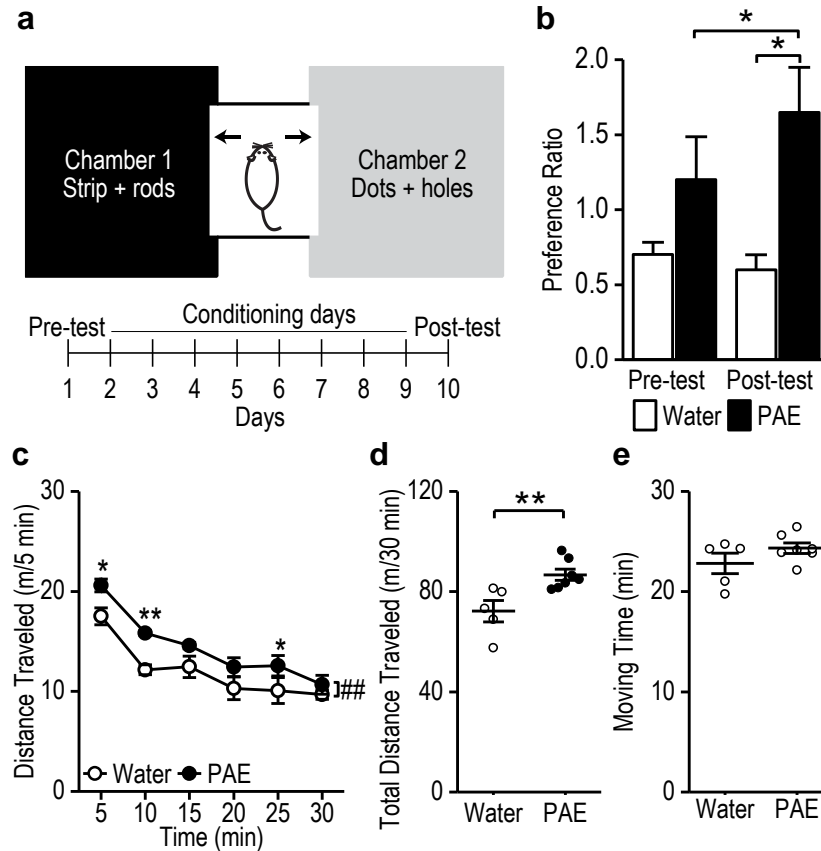 a
Chamber 1
Strip + rods
Chamber 2
Dots + holes
Pre-test
Conditioning days
Post-test
1 2 3 4 5 6 7 8 9 10
Days
b
*
*
Preference Ratio
2.0
1.5
1.0
0.5
0.0
Pre-test Post-test
Water PAE
c
Distance Traveled (m/5 min)
30
20
10
0
*
**
*
##
Water PAE
5 10 15 20 25 30
Time (min)
d
Total Distance Traveled (m/30 min)
120
80
40
0
**
Water PAE
e
Moving Time (min)
30
20
10
0
Water PAE